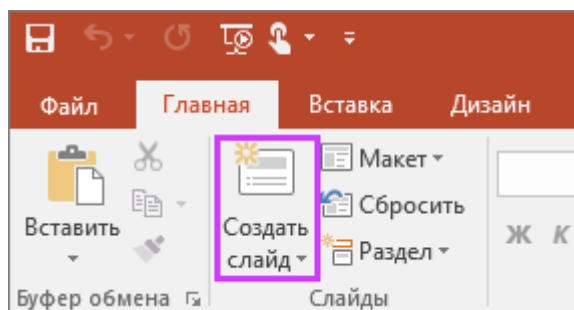 Файл Главная Вставка Дизайн
Вставить
Создать
слайд
Макет
Сбросить
Раздел
Ж К
Буфер обмена
Слайды